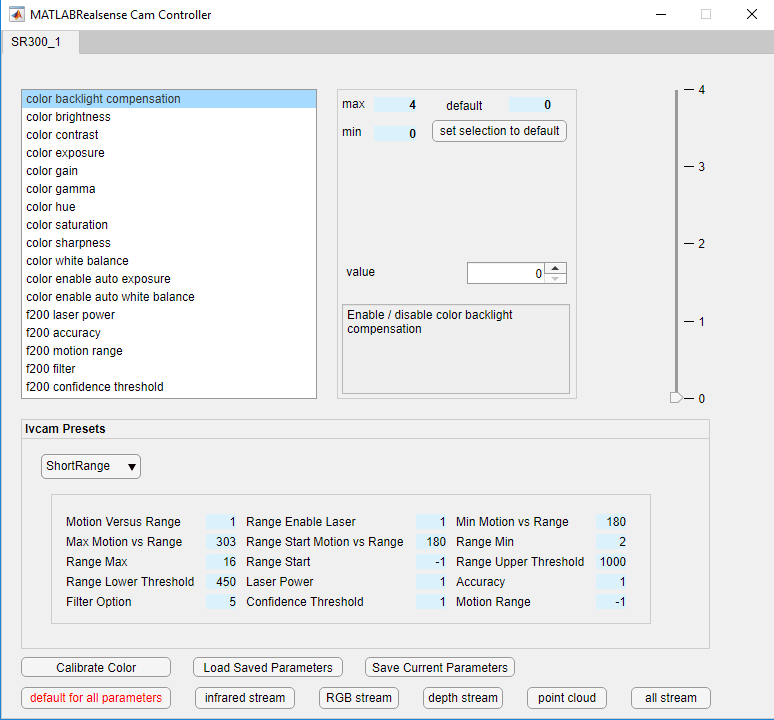 MATLABRealsense Cam Controller
SR300_1
color backlight compensation
color brightness
color contrast
color exposure
color gain
color gamma
color hue
color saturation
color sharpness
color white balance
color enable auto exposure
color enable auto white balance
f200 laser power
f200 accuracy
f200 motion range
f200 filter
f200 confidence threshold
max 4 default 0
min 0 set selection to default
value 0
Enable / disable color backlight
compensation
4
3
2
1
0
Ivcam Presets
ShortRange
Motion Versus Range 1 Range Enable Laser 1 Min Motion vs Range 180
Max Motion vs Range 303 Range Start Motion vs Range 180 Range Min 2
Range Max 16 Range Start -1 Range Upper Threshold 1000
Range Lower Threshold 450 Laser Power 1 Accuracy 1
Filter Option 5 Confidence Threshold 1 Motion Range -1
Calibrate Color Load Saved Parameters Save Current Parameters
default for all parameters infrared stream RGB stream depth stream point cloud all stream